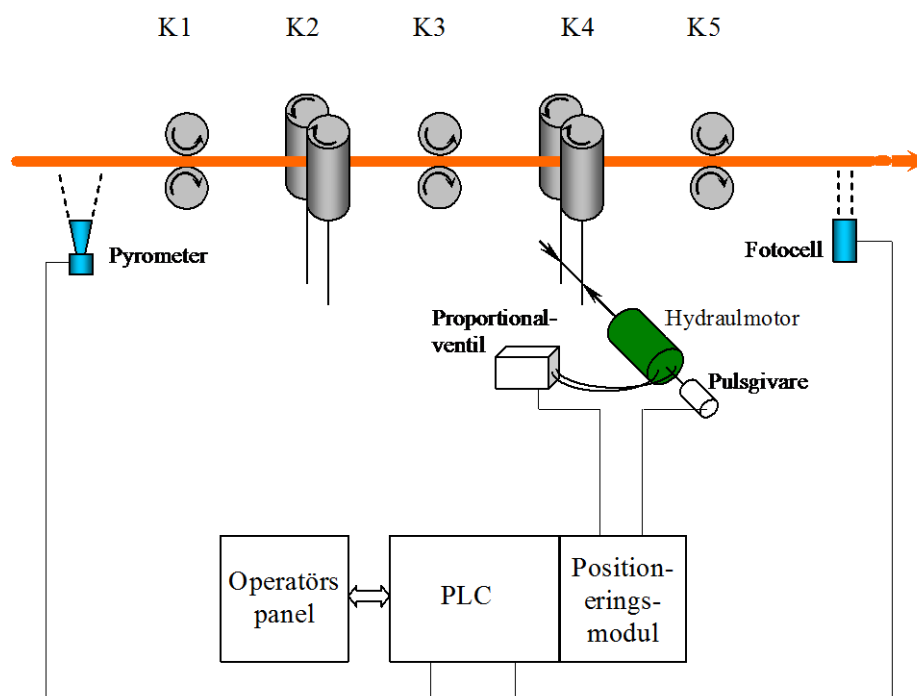 K1
K2
K3
K4
K5
Pyrometer
Fotocell
Proportional-
ventil
Hydraulmotor
Pulsgivare
Operatörs
panel
PLC
Position-
erings-
modul